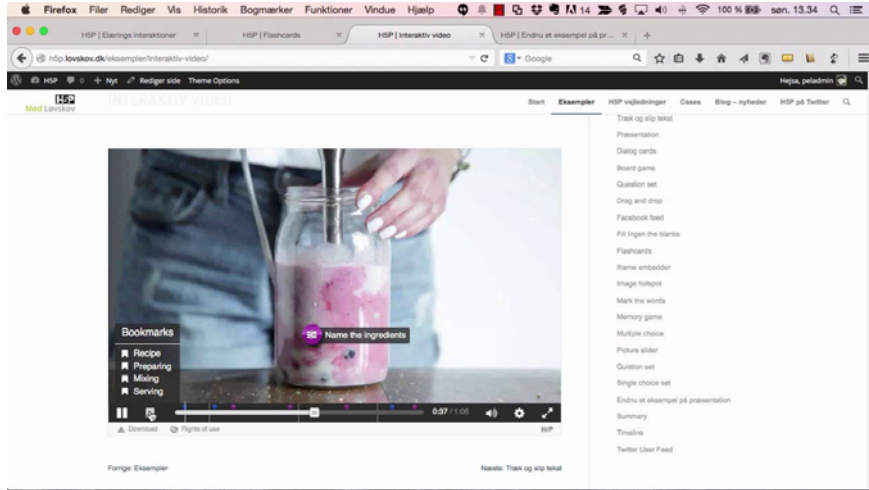 Firefox Filer Rediger Vis Historik Bogmærker Funktioner Vindue Hjælp 14 100 % søn. 13.34
H5P | Elærings interaktioner H5P | Flashcards H5P | Interaktiv video H5P | Endnu et eksempel på pr...
h5p.lovskov.dk/eksempler/interaktiv-video/ Google
H5P 0 + Nyt Rediger side Theme Options Hejsa, peladmin
H5P
Med Løvskov
INTERAKTIV VIDEO
Start Eksempler H5P vejledninger Cases Blog – nyheder H5P på Twitter
Træk og slip tekst
Præsentation
Dialog cards
Board game
Question set
Drag and drop
Facebook feed
Fill Ingen the blanks
Flashcards
Iframe embedder
Image hotspot
Mark the words
Memory game
Multiple choice
Picture slider
Quistion set
Single choice set
Endnu et eksempel på præsentation
Summary
Timeline
Twitter User Feed
Name the ingredients
Bookmarks
Recipe
Preparing
Mixing
Serving
0:37 / 1:06
Download Rights of use H5P
Forrige: Eksempler Næste: Træk og slip tekst